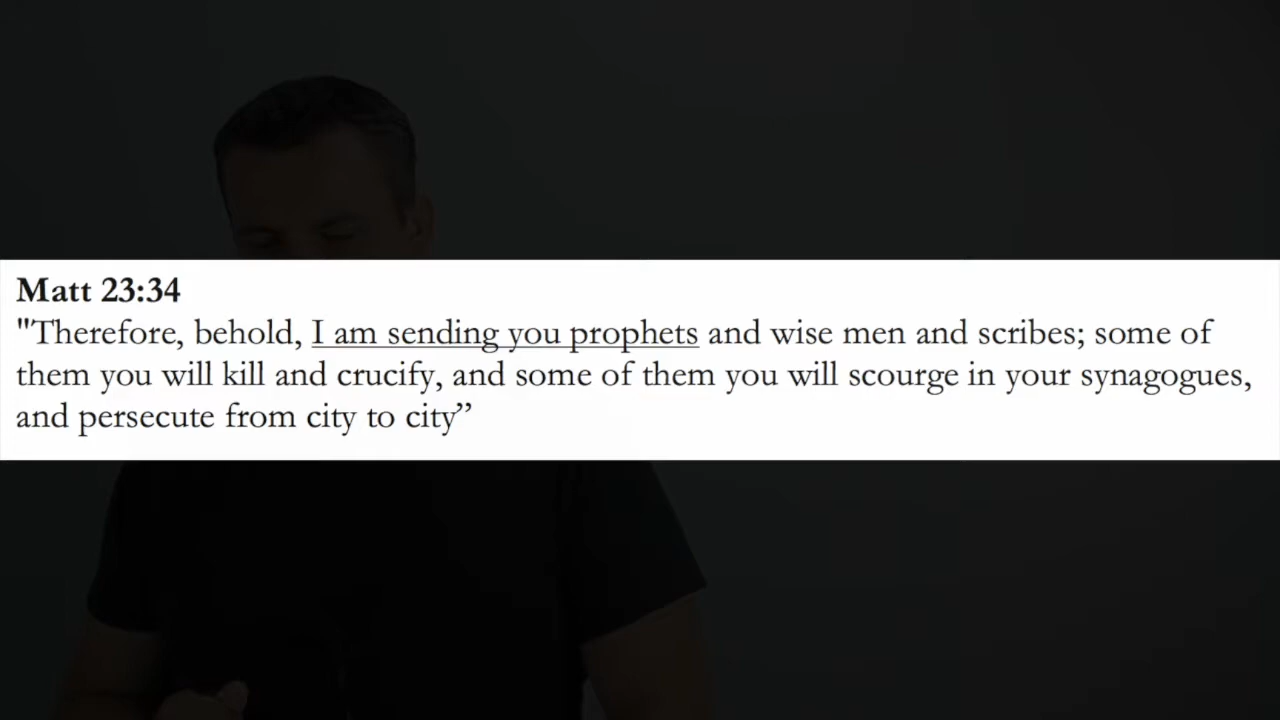 Matt 23:34
"Therefore, behold, I am sending you prophets and wise men and scribes; some of
them you will kill and crucify, and some of them you will scourge in your synagogues,
and persecute from city to city”